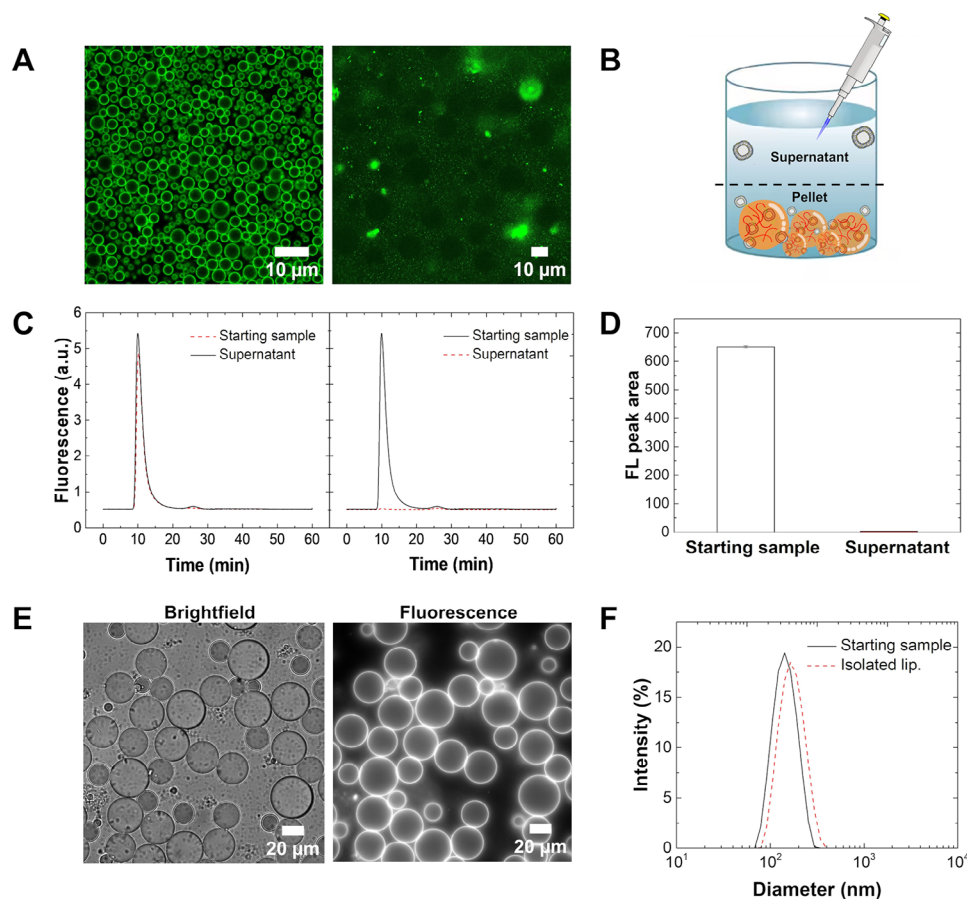 A
B
10 µm
10 µm
Supernatant
Pellet
C
D
6
5
4
3
2
1
0
Fluorescence (a.u.)
Starting sample
Supernatant
Starting sample
Supernatant
0 10 20 30 40 50 60
0 10 20 30 40 50 60
Time (min)
Time (min)
700
650
600
500
400
300
200
100
0
FL peak area
Starting sample
Supernatant
E
F
Brightfield
Fluorescence
20 µm
20 µm
20
15
10
5
0
Intensity (%)
Starting sample
Isolated lip.
10¹ 10² 10³ 10⁴
Diameter (nm)